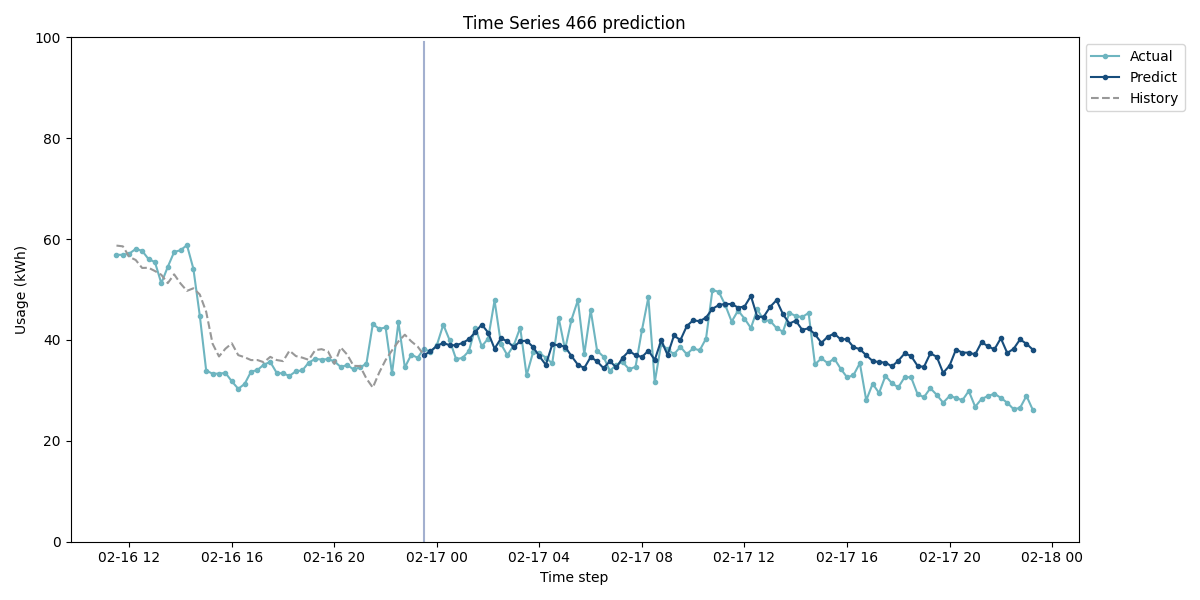 Time Series 466 prediction
Usage (kWh)
100
80
60
40
20
0
02-16 12
02-16 16
02-16 20
02-17 00
02-17 04
02-17 08
02-17 12
02-17 16
02-17 20
02-18 00
Time step
Actual
Predict
History